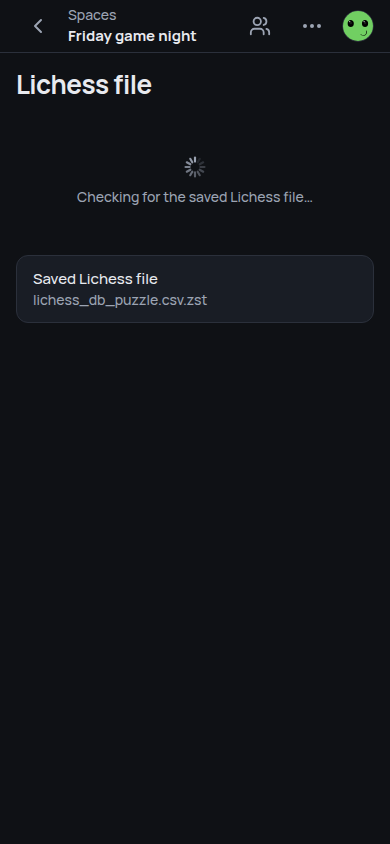 Spaces
Friday game night
Lichess file
Checking for the saved Lichess file…
Saved Lichess file
lichess_db_puzzle.csv.zst